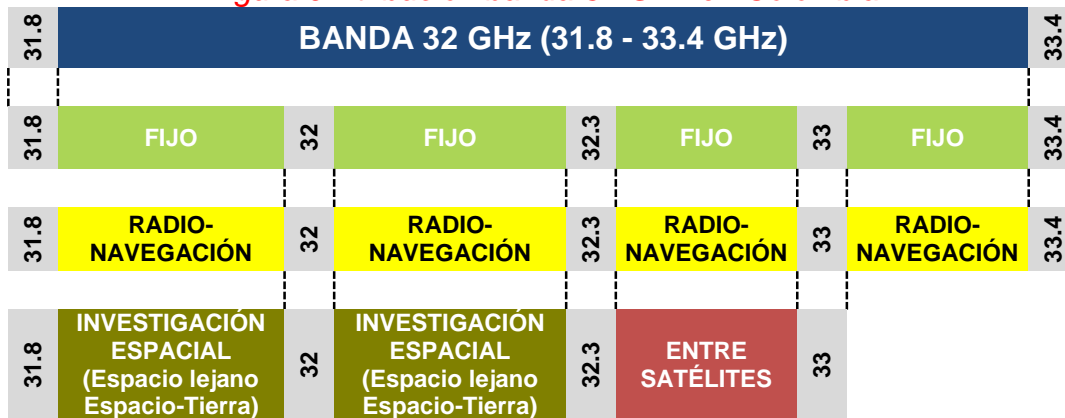 31.8 BANDA 32 GHz (31.8 - 33.4 GHz) 33.4
31.8 FIJO 32 FIJO 32.3 FIJO 33 FIJO 33.4
31.8 RADIO-NAVEGACIÓN 32 RADIO-NAVEGACIÓN 32.3 RADIO-NAVEGACIÓN 33 RADIO-NAVEGACIÓN 33.4
31.8
INVESTIGACIÓN
ESPACIAL
(Espacio lejano
Espacio-Tierra)
32
INVESTIGACIÓN
ESPACIAL
(Espacio lejano
Espacio-Tierra)
32.3
ENTRE
SATÉLITES
33